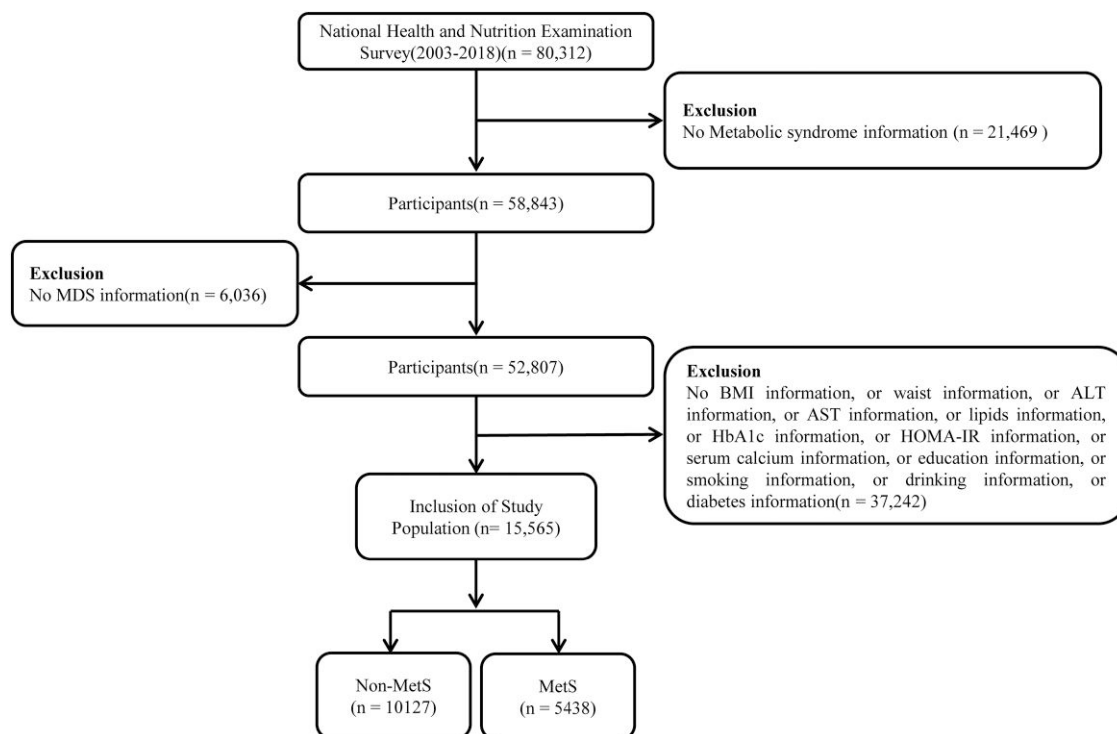 National Health and Nutrition Examination
Survey(2003-2018)(n = 80,312)
Exclusion
No Metabolic syndrome information (n = 21,469 )
Participants(n = 58,843)
Exclusion
No MDS information(n = 6,036)
Participants(n = 52,807)
Exclusion
No BMI information, or waist information, or ALT
information, or AST information, or lipids information,
or HbA1c information, or HOMA-IR information, or
serum calcium information, or education information, or
smoking information, or drinking information, or
diabetes information(n = 37,242)
Inclusion of Study
Population (n= 15,565)
Non-MetS
(n = 10127)
MetS
(n = 5438)